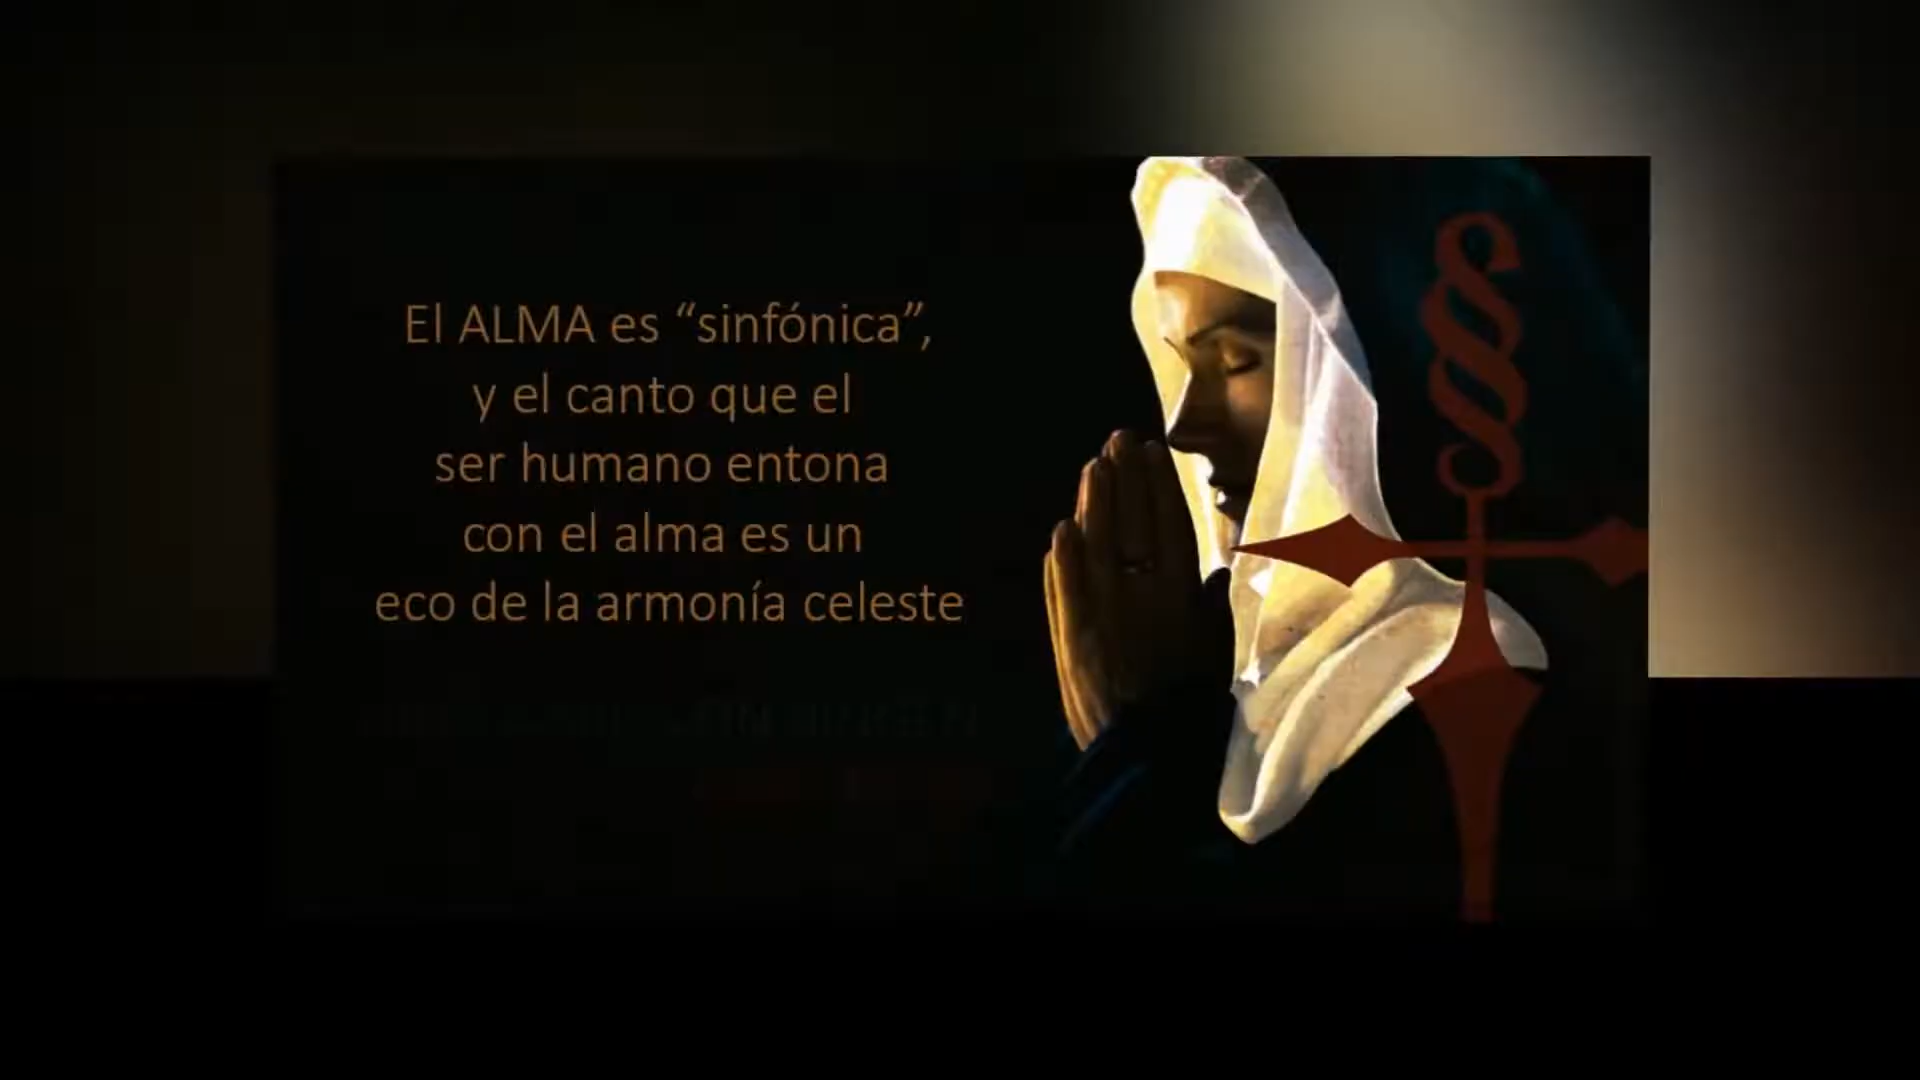 El ALMA es “sinfónica”,
y el canto que el
ser humano entona
con el alma es un
eco de la armonía celeste